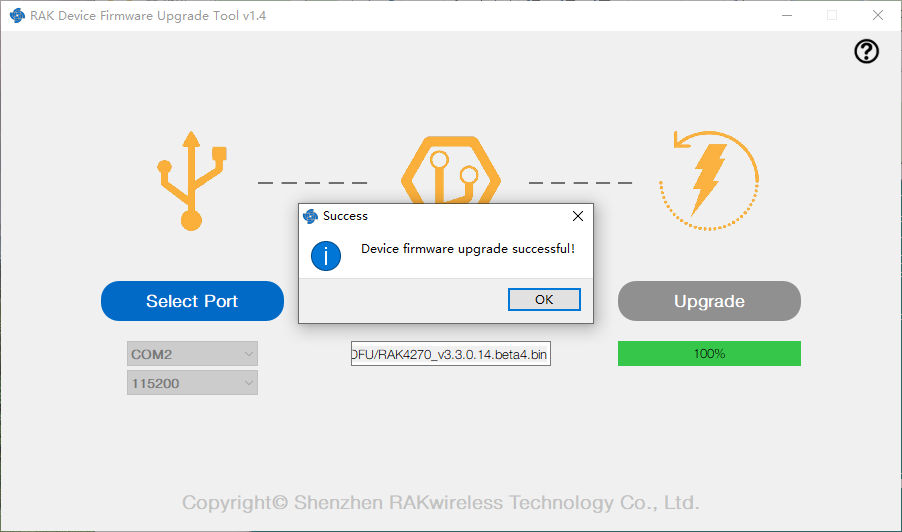 RAK Device Firmware Upgrade Tool v1.4
Success
Device firmware upgrade successful!
OK
Select Port
Upgrade
COM2
115200
DFU/RAK4270_v3.3.0.14.beta4.bin
100%
Copyright© Shenzhen RAKwireless Technology Co., Ltd.